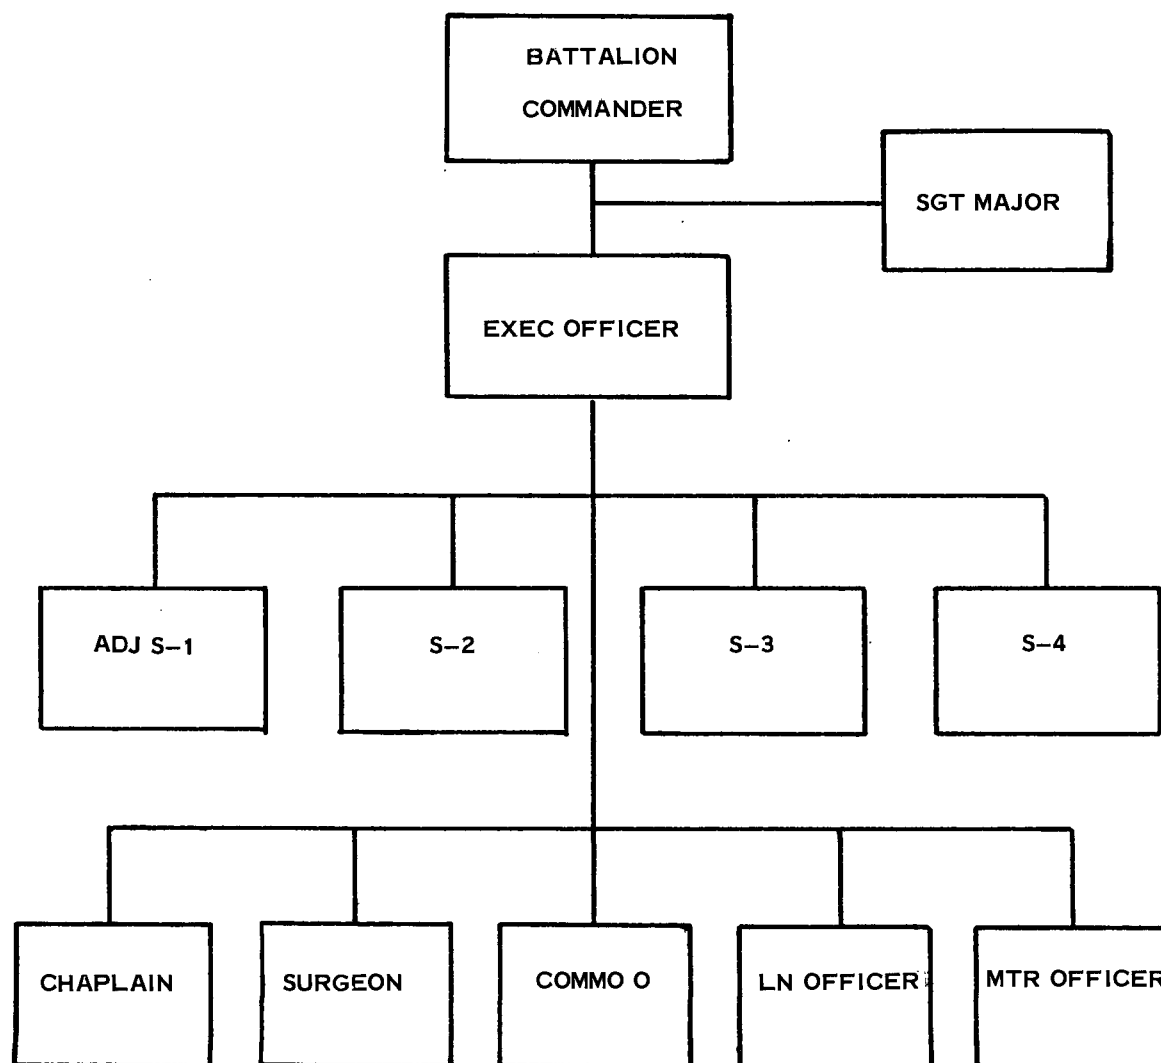 BATTALION
COMMANDER
SGT MAJOR
EXEC OFFICER
ADJ S-1
S-2
S-3
S-4
CHAPLAIN
SURGEON
COMMO O
LN OFFICER
MTR OFFICER